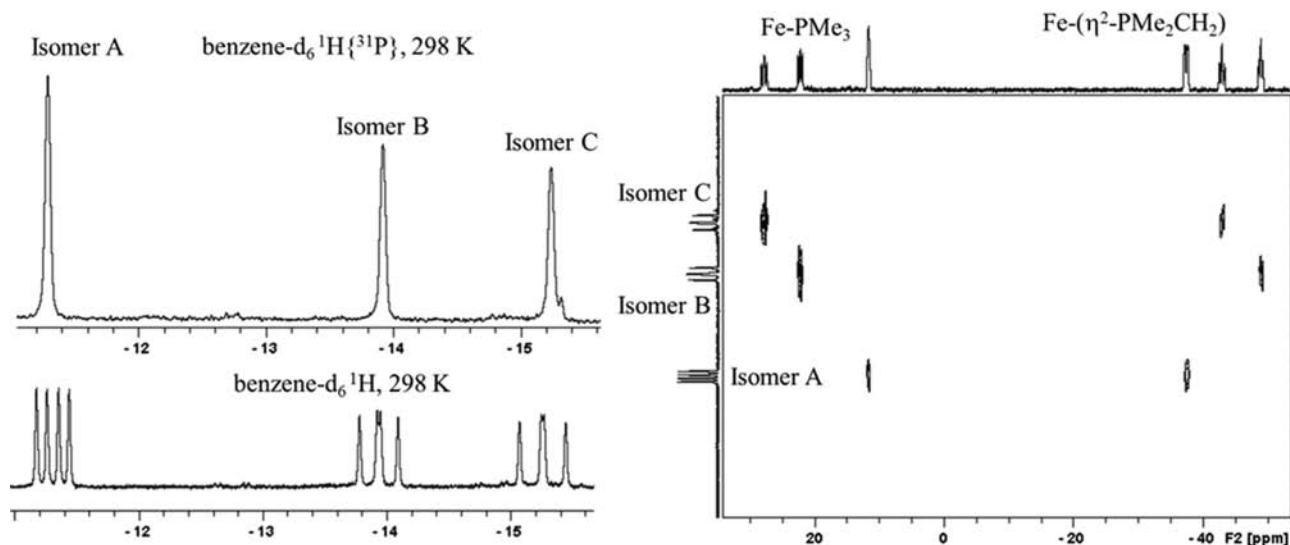 Isomer A
benzene-d₆ ¹H{³¹P}, 298 K
Isomer B
Isomer C
-12 -13 -14 -15
benzene-d₆ ¹H, 298 K
-12 -13 -14 -15
Fe-PMe₃
Fe-(η²-PMe₂CH₂)
Isomer C
Isomer B
Isomer A
20 0 -20 -40 F2 [ppm]